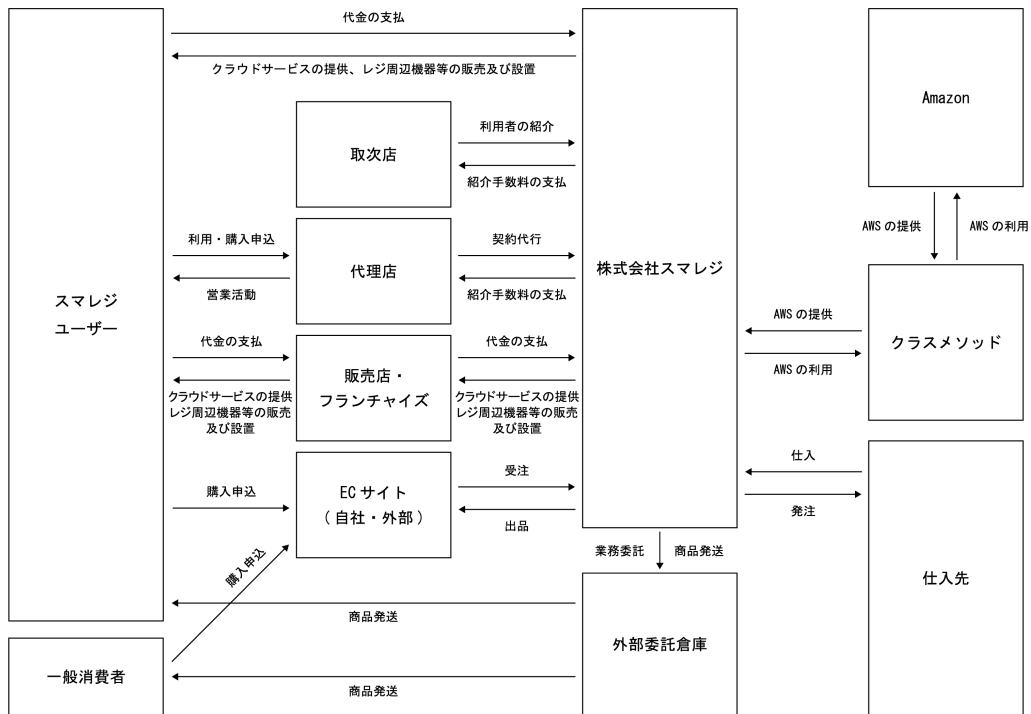 代金の支払
クラウドサービスの提供、レジ周辺機器等の販売及び設置
Amazon
取次店
利用者の紹介
紹介手数料の支払
AWS の提供
AWS の利用
利用・購入申込
営業活動
代理店
契約代行
紹介手数料の支払
株式会社スマレジ
スマレジ
ユーザー
AWS の提供
AWS の利用
クラスメソッド
代金の支払
クラウドサービスの提供
レジ周辺機器等の販売
及び設置
販売店・
フランチャイズ
代金の支払
クラウドサービスの提供
レジ周辺機器等の販売
及び設置
購入申込
EC サイト
( 自社・外部 )
受注
出品
仕入
発注
業務委託
商品発送
仕入先
購入申込
商品発送
外部委託倉庫
一般消費者
商品発送